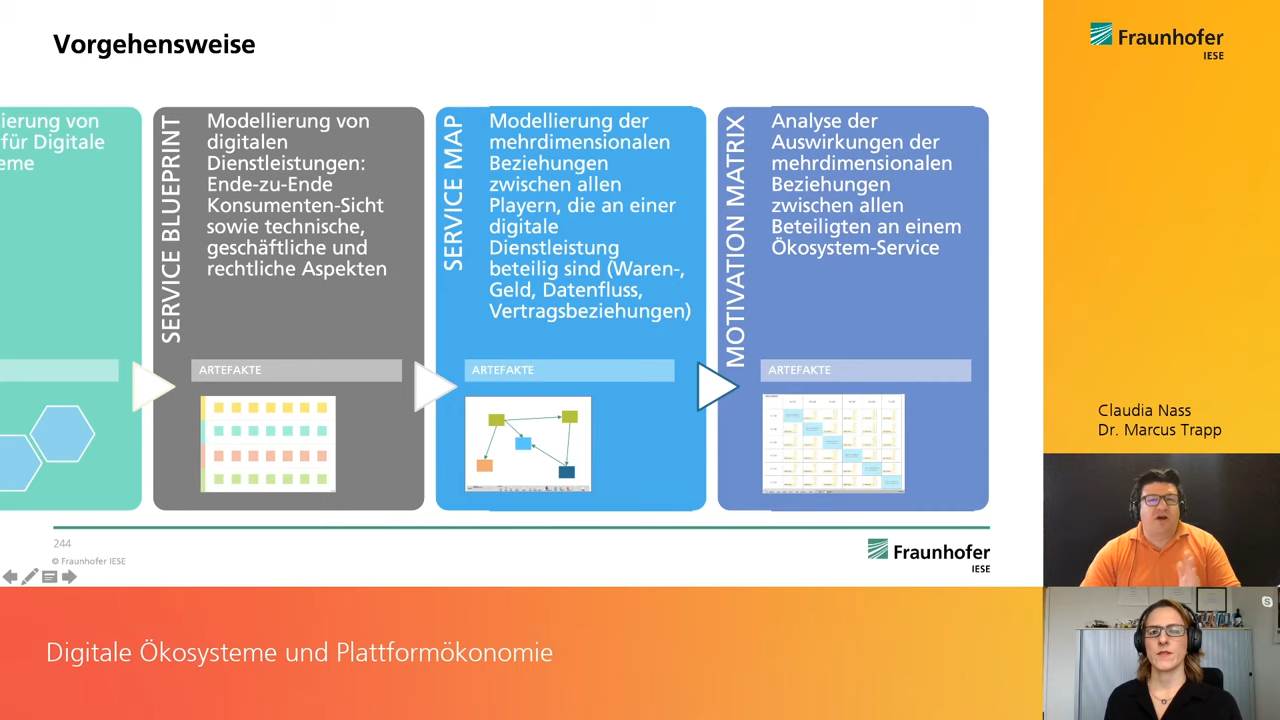 Vorgehensweise
ierung von
für Digitale
eme
SERVICE BLUEPRINT
Modellierung von
digitalen
Dienstleistungen:
Ende-zu-Ende
Konsumenten-Sicht
sowie technische,
geschäftliche und
rechtliche Aspekten
ARTEFAKTE
SERVICE MAP
Modellierung der
mehrdimensionalen
Beziehungen
zwischen allen
Playern, die an einer
digitale
Dienstleistung
beteilig sind (Waren-,
Geld, Datenfluss,
Vertragsbeziehungen)
ARTEFAKTE
MOTIVATION MATRIX
Analyse der
Auswirkungen der
mehrdimensionalen
Beziehungen
zwischen allen
Beteiligten an einem
Ökosystem-Service
ARTEFAKTE
244
© Fraunhofer IESE
Fraunhofer
IESE
Fraunhofer
IESE
Claudia Nass
Dr. Marcus Trapp
Digitale Ökosysteme und Plattformökonomie